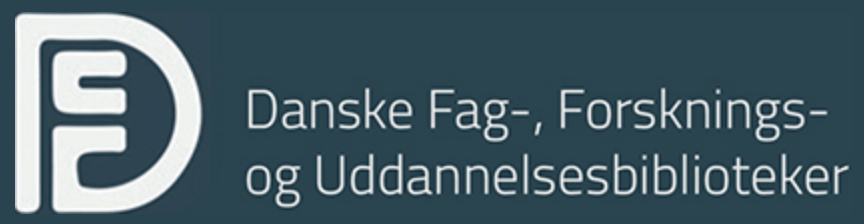 Danske Fag-, Forsknings-
og Uddannelsesbiblioteker